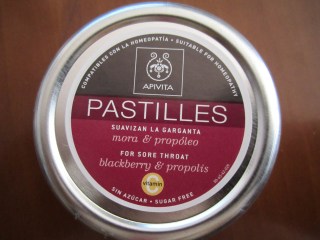 COMPATIBLES CON LA HOMEOPATÍA • SUITABLE FOR HOMEOPATHY
APIVITA
PASTILLES
SUAVIZAN LA GARGANTA
mora & propóleo
FOR SORE THROAT
blackberry & propolis
vitamin
SIN AZÚCAR • SUGAR FREE